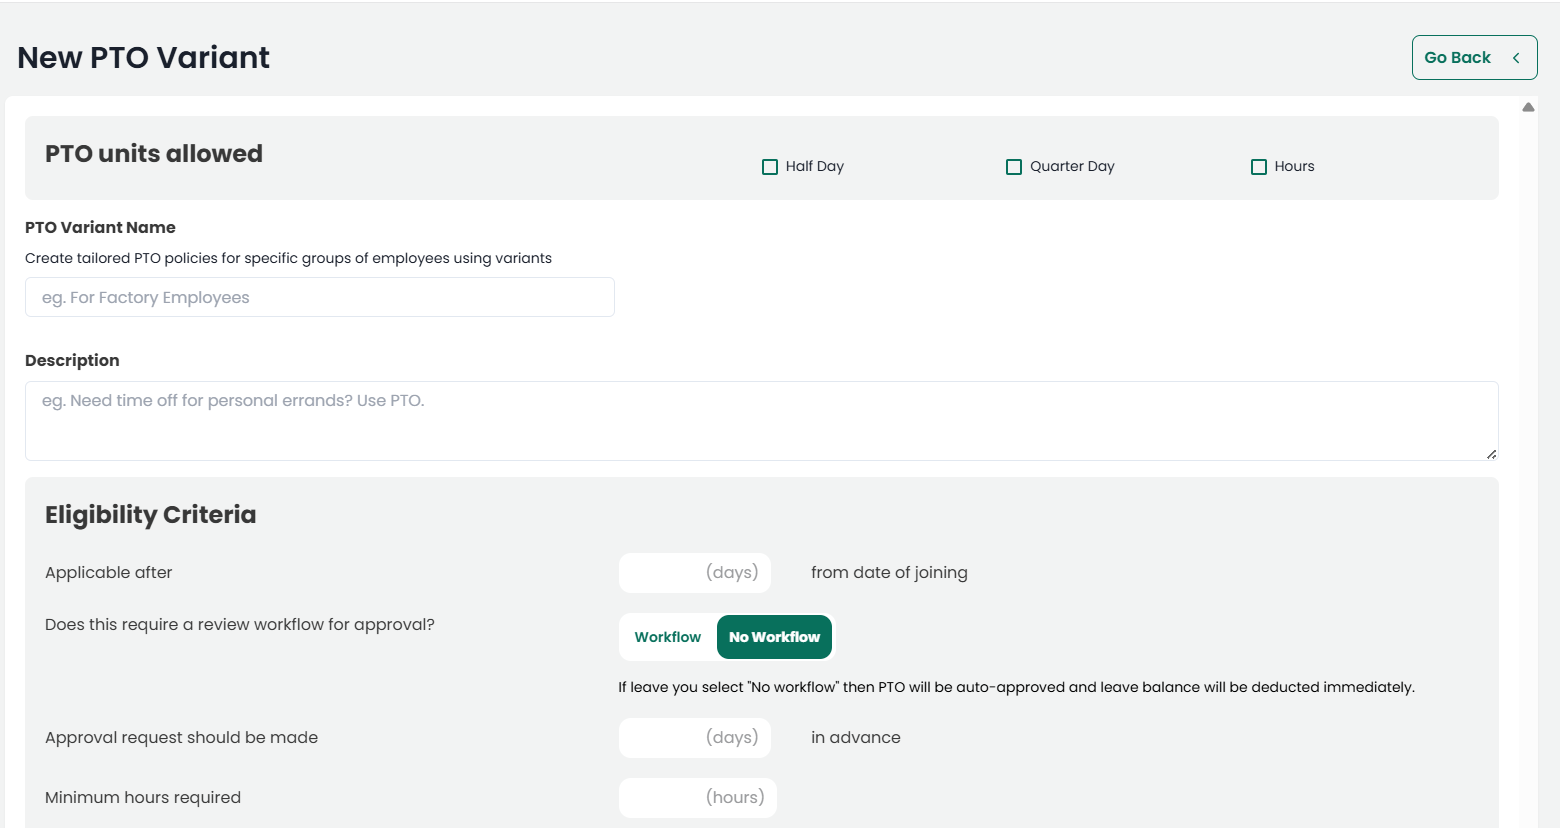 New PTO Variant
Go Back
PTO units allowed
Half Day
Quarter Day
Hours
PTO Variant Name
Create tailored PTO policies for specific groups of employees using variants
eg. For Factory Employees
Description
eg. Need time off for personal errands? Use PTO.
Eligibility Criteria
Applicable after
(days)
from date of joining
Does this require a review workflow for approval?
Workflow
No Workflow
If leave you select "No workflow" then PTO will be auto-approved and leave balance will be deducted immediately.
Approval request should be made
(days)
in advance
Minimum hours required
(hours)